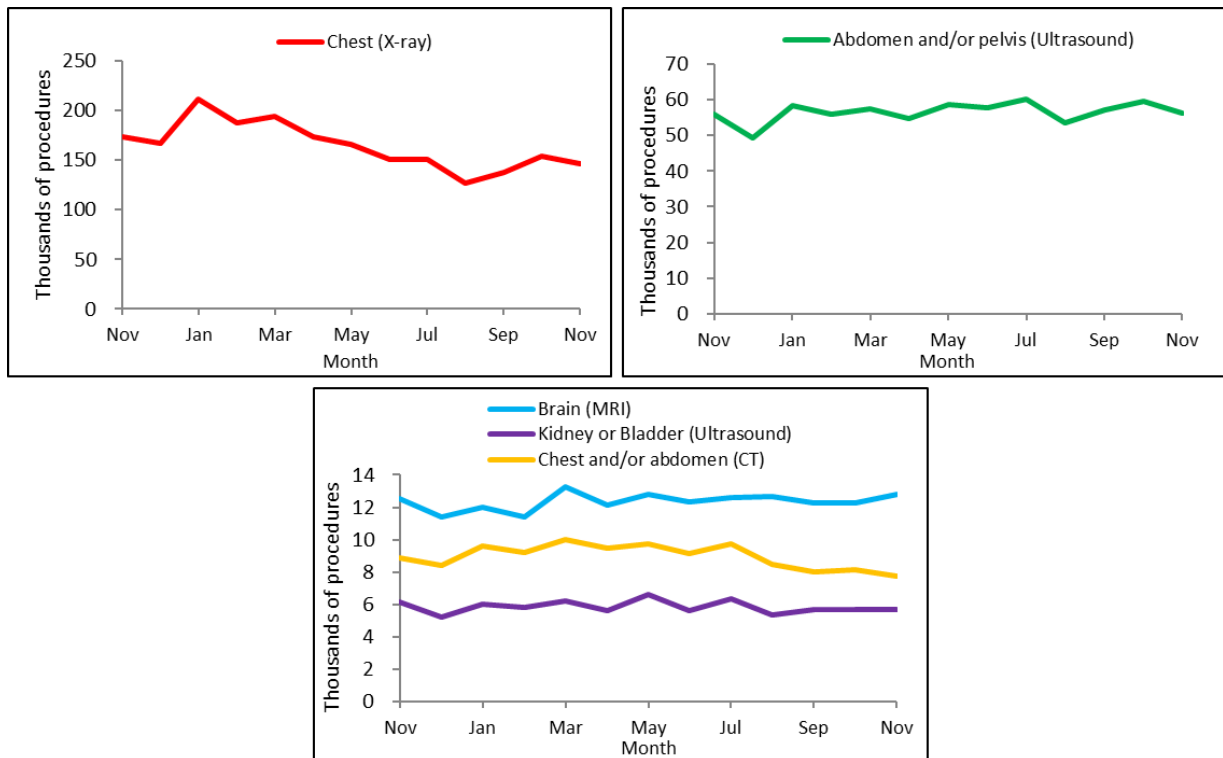 Chest (X-ray)
250
200
150
100
50
0
Thousands of procedures
Nov Jan Mar May Jul Sep Nov
Month
Abdomen and/or pelvis (Ultrasound)
70
60
50
40
30
20
10
0
Thousands of procedures
Nov Jan Mar May Jul Sep Nov
Month
Brain (MRI)
Kidney or Bladder (Ultrasound)
Chest and/or abdomen (CT)
14
12
10
8
6
4
2
0
Thousands of procedures
Nov Jan Mar May Jul Sep Nov
Month